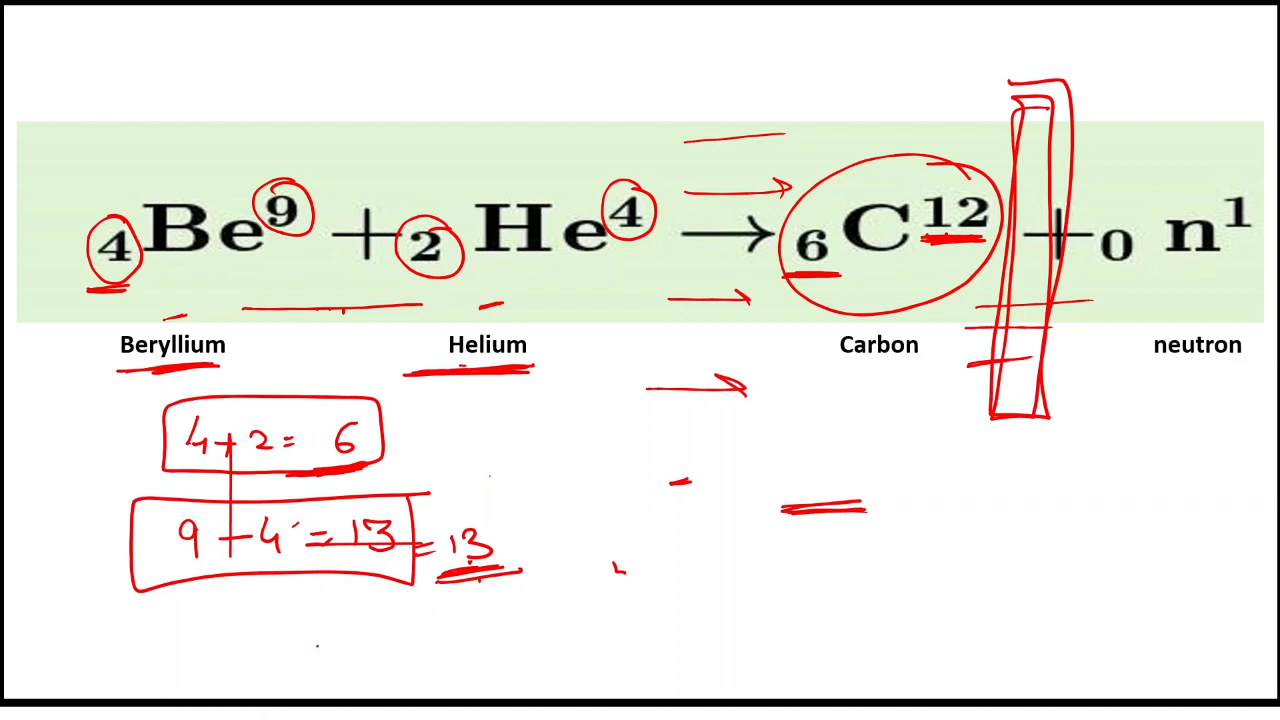 ₄Be⁹ + ₂He⁴ → ₆C¹² + ₀n¹
Beryllium Helium Carbon neutron
4+2= 6
9+4=13 =13